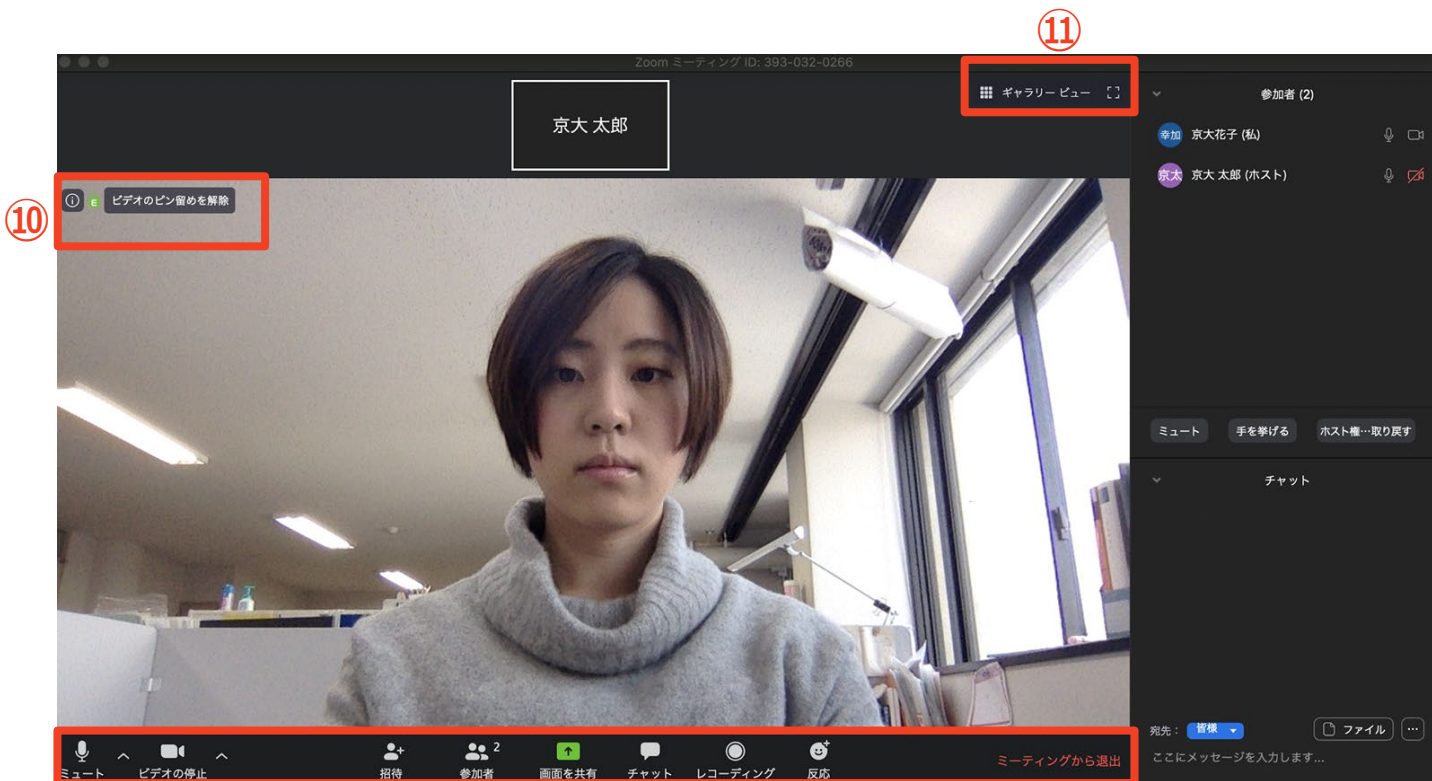 ⑪
Zoom ミーティング ID: 393-032-0266
ギャラリー ビュー
京大 太郎
参加者 (2)
幸加 京大花子 (私)
京太 京大 太郎 (ホスト)
⑩
E ビデオのピン留めを解除
ミュート 手を挙げる ホスト権…取り戻す
チャット
宛先： 皆様 ファイル ...
ここにメッセージを入力します...
2
ミュート ビデオの停止 招待 参加者 画面を共有 チャット レコーディング 反応 ミーティングから退出